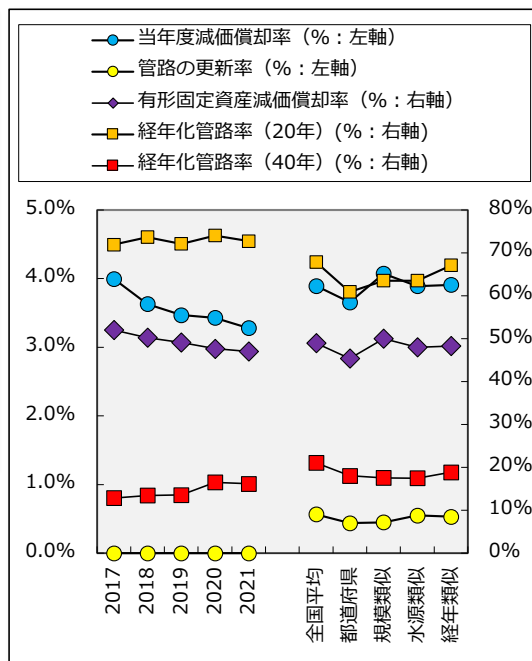 当年度減価償却率（%：左軸）
管路の更新率（%：左軸）
有形固定資産減価償却率（%：右軸）
経年化管路率（20年）(%：右軸)
経年化管路率（40年）(%：右軸)
5.0%
4.0%
3.0%
2.0%
1.0%
0.0%
80%
70%
60%
50%
40%
30%
20%
10%
0%
2017
2018
2019
2020
2021
全国平均
都道府県
規模類似
水源類似
経年類似